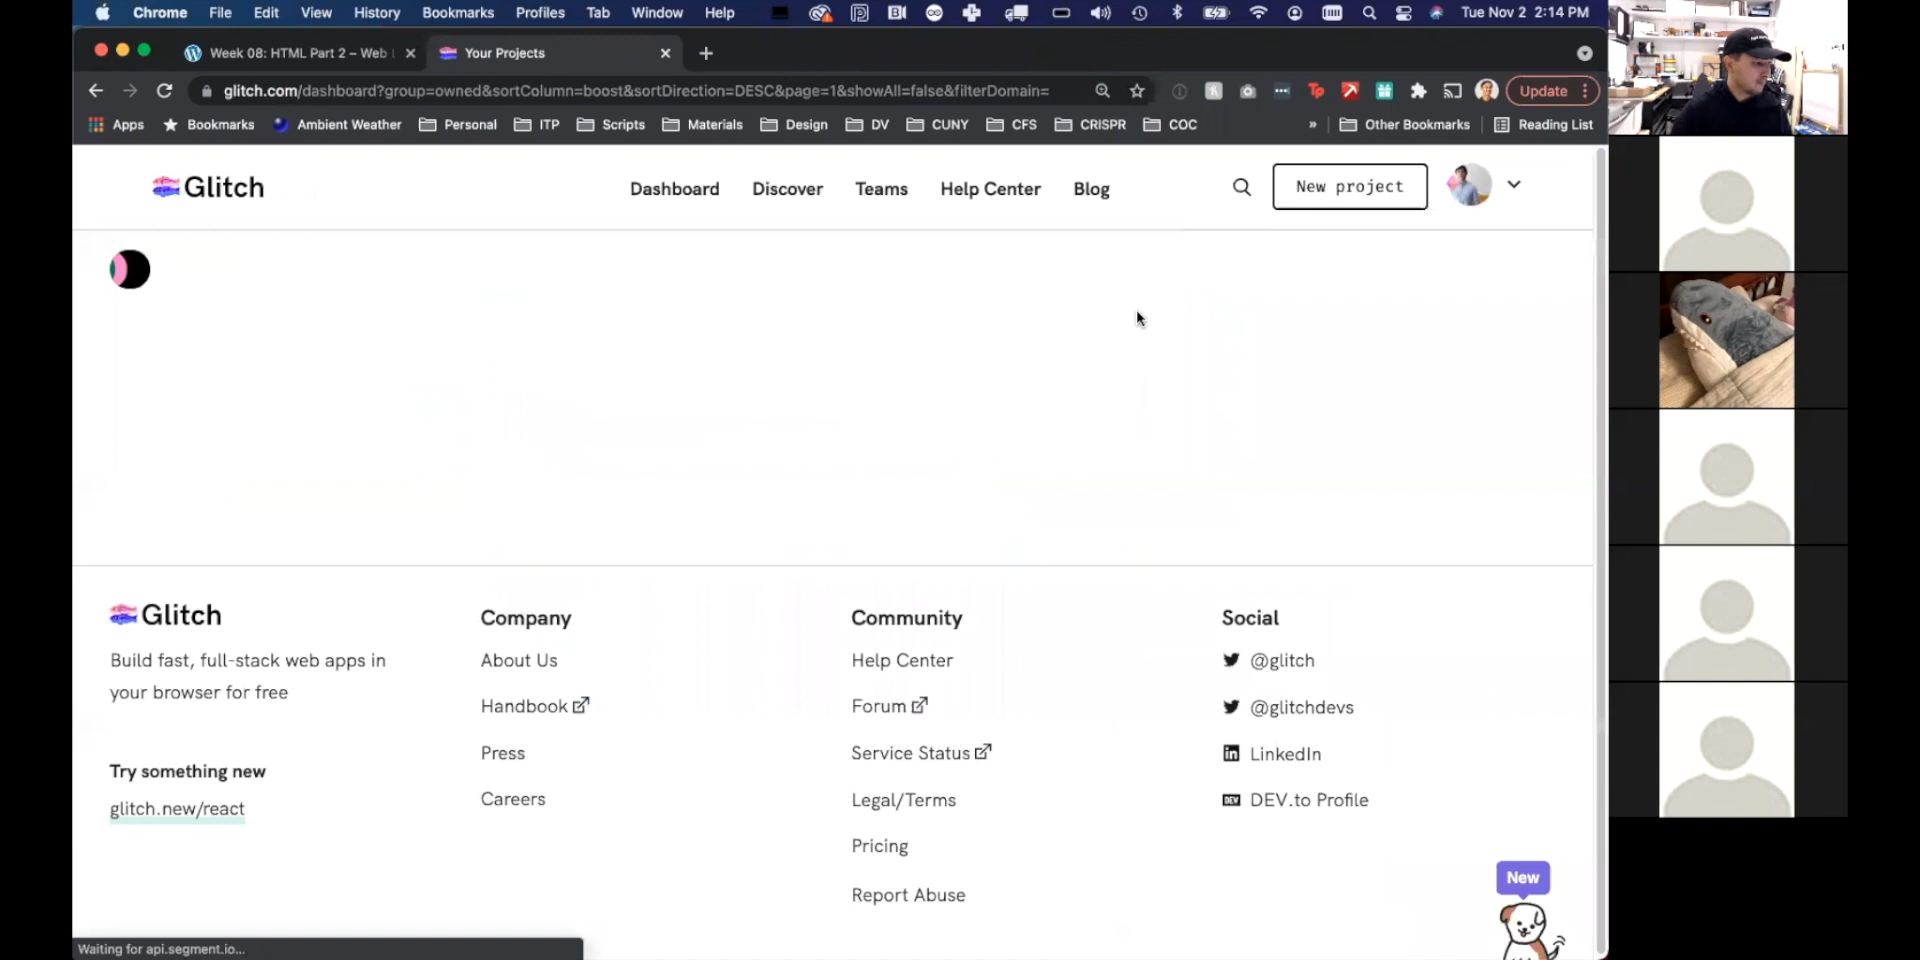 Chrome File Edit View History Bookmarks Profiles Tab Window Help Tue Nov 2 2:14 PM
Week 08: HTML Part 2 – Web Your Projects
glitch.com/dashboard?group=owned&sortColumn=boost&sortDirection=DESC&page=1&showAll=false&filterDomain= Update
Apps Bookmarks Ambient Weather Personal ITP Scripts Materials Design DV CUNY CFS CRISPR COC » Other Bookmarks Reading List
Glitch Dashboard Discover Teams Help Center Blog New project
Glitch
Build fast, full-stack web apps in
your browser for free
Try something new
glitch.new/react
Company
About Us
Handbook
Press
Careers
Community
Help Center
Forum
Service Status
Legal/Terms
Pricing
Report Abuse
Social
@glitch
@glitchdevs
LinkedIn
DEV DEV.to Profile
New
Waiting for api.segment.io...